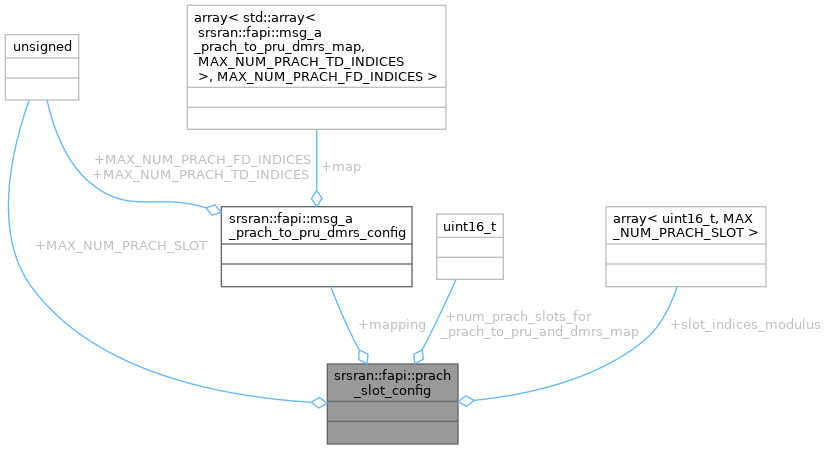 array< std::array<
srsran::fapi::msg_a
_prach_to_pru_dmrs_map,
MAX_NUM_PRACH_TD_INDICES
>, MAX_NUM_PRACH_FD_INDICES >
unsigned
+MAX_NUM_PRACH_FD_INDICES
+MAX_NUM_PRACH_TD_INDICES
+map
srsran::fapi::msg_a
_prach_to_pru_dmrs_config
uint16_t
array< uint16_t, MAX
_NUM_PRACH_SLOT >
+MAX_NUM_PRACH_SLOT
+mapping
+num_prach_slots_for
_prach_to_pru_and_dmrs_map
+slot_indices_modulus
srsran::fapi::prach
_slot_config